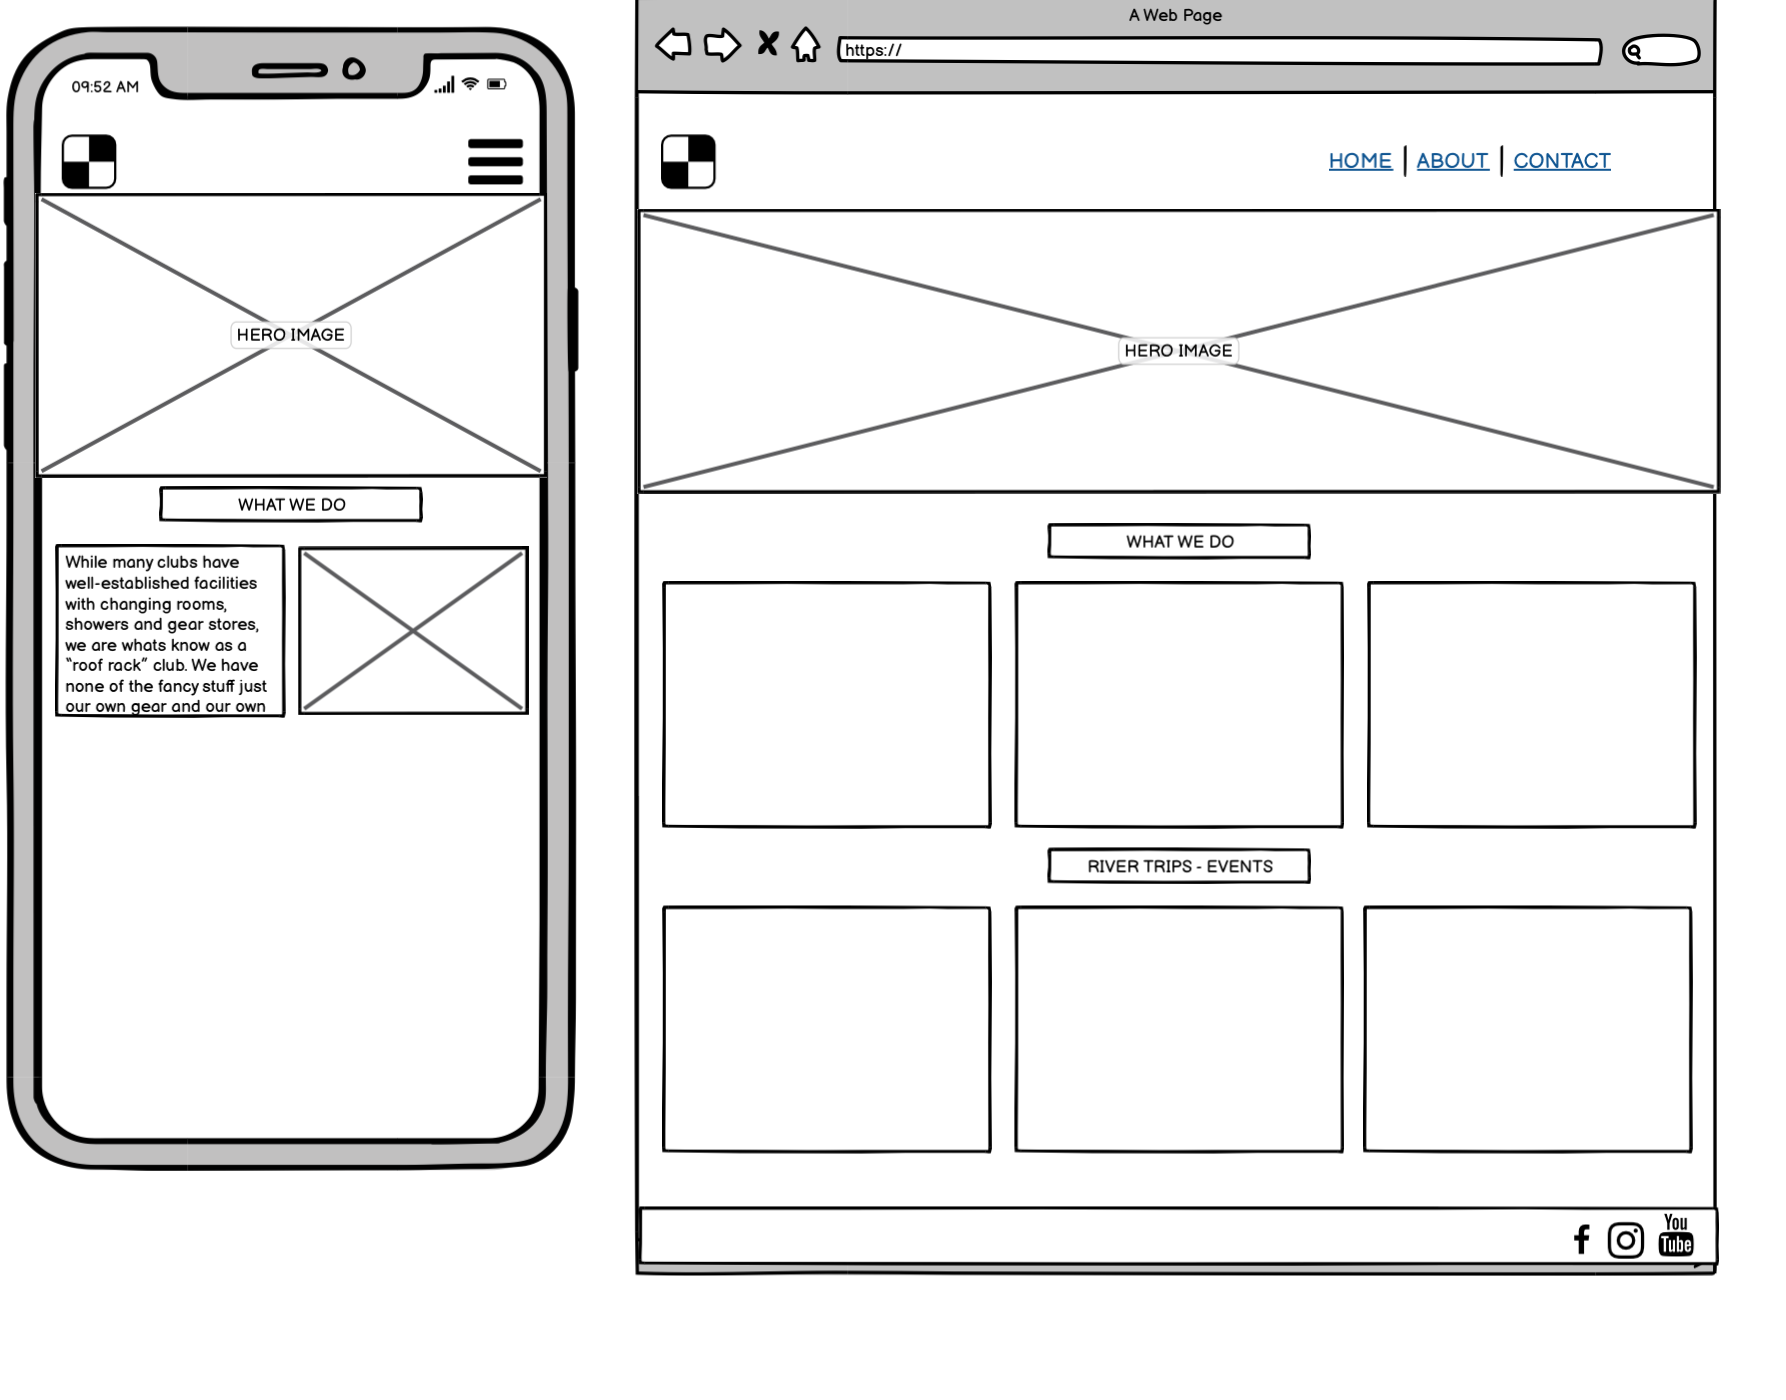 09:52 AM
HERO IMAGE
WHAT WE DO
While many clubs have
well-established facilities
with changing rooms,
showers and gear stores,
we are whats know as a
"roof rack" club. We have
none of the fancy stuff just
our own gear and our own
A Web Page
https://
HOME | ABOUT | CONTACT
HERO IMAGE
WHAT WE DO
RIVER TRIPS - EVENTS
You
Tube